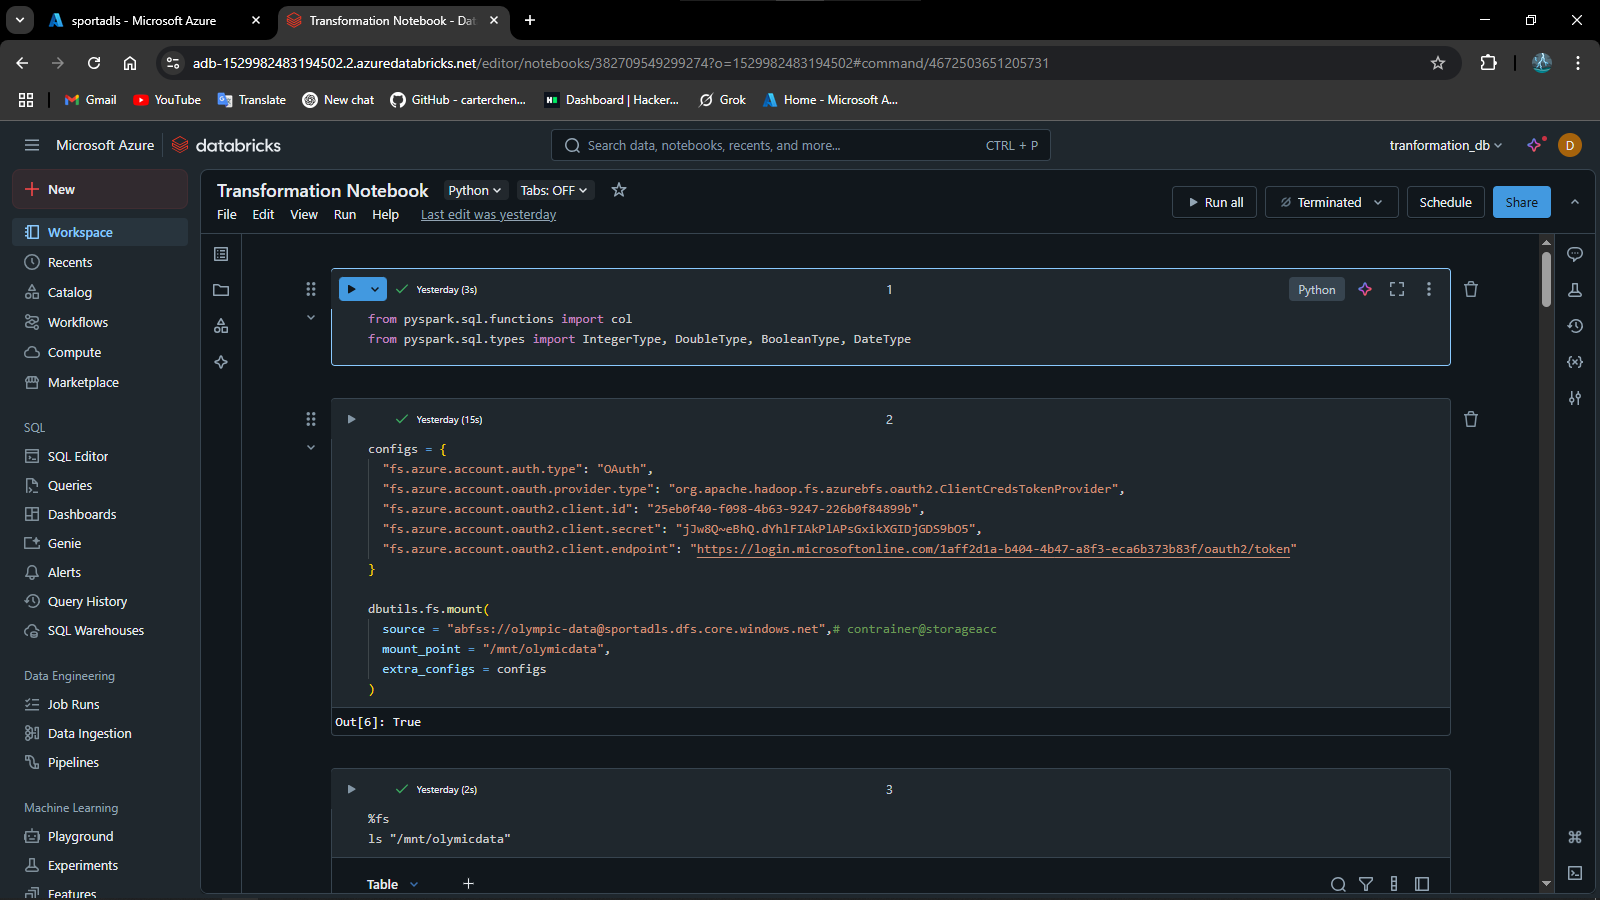 sportadls - Microsoft Azure
Transformation Notebook - Dat
adb-1529982483194502.2.azuredatabricks.net/editor/notebooks/382709549299274?o=1529982483194502#command/4672503651205731
Gmail
YouTube
Translate
New chat
GitHub - carterchen...
Dashboard | Hacker...
Grok
Home - Microsoft A...
Microsoft Azure
databricks
Search data, notebooks, recents, and more...
CTRL + P
tranformation_db
D
New
Workspace
Recents
Catalog
Workflows
Compute
Marketplace
SQL
SQL Editor
Queries
Dashboards
Genie
Alerts
Query History
SQL Warehouses
Data Engineering
Job Runs
Data Ingestion
Pipelines
Machine Learning
Playground
Experiments
Features
Transformation Notebook
Python
Tabs: OFF
File
Edit
View
Run
Help
Last edit was yesterday
Run all
Terminated
Schedule
Share
Yesterday (3s)
1
Python
from pyspark.sql.functions import col
from pyspark.sql.types import IntegerType, DoubleType, BooleanType, DateType
Yesterday (15s)
2
configs = {
"fs.azure.account.auth.type": "OAuth",
"fs.azure.account.oauth.provider.type": "org.apache.hadoop.fs.azurebfs.oauth2.ClientCredsTokenProvider",
"fs.azure.account.oauth2.client.id": "25eb0f40-f098-4b63-9247-226b0f84899b",
"fs.azure.account.oauth2.client.secret": "jJw8Q~eBhQ.dYhlFIAkPlAPsGxikXGIDjGDS9bO5",
"fs.azure.account.oauth2.client.endpoint": "https://login.microsoftonline.com/1aff2d1a-b404-4b47-a8f3-eca6b373b83f/oauth2/token"
}
dbutils.fs.mount(
source = "abfss://olympic-data@sportadls.dfs.core.windows.net",# contrainer@storageacc
mount_point = "/mnt/olymicdata",
extra_configs = configs
)
Out[6]: True
Yesterday (2s)
3
%fs
ls "/mnt/olymicdata"
Table